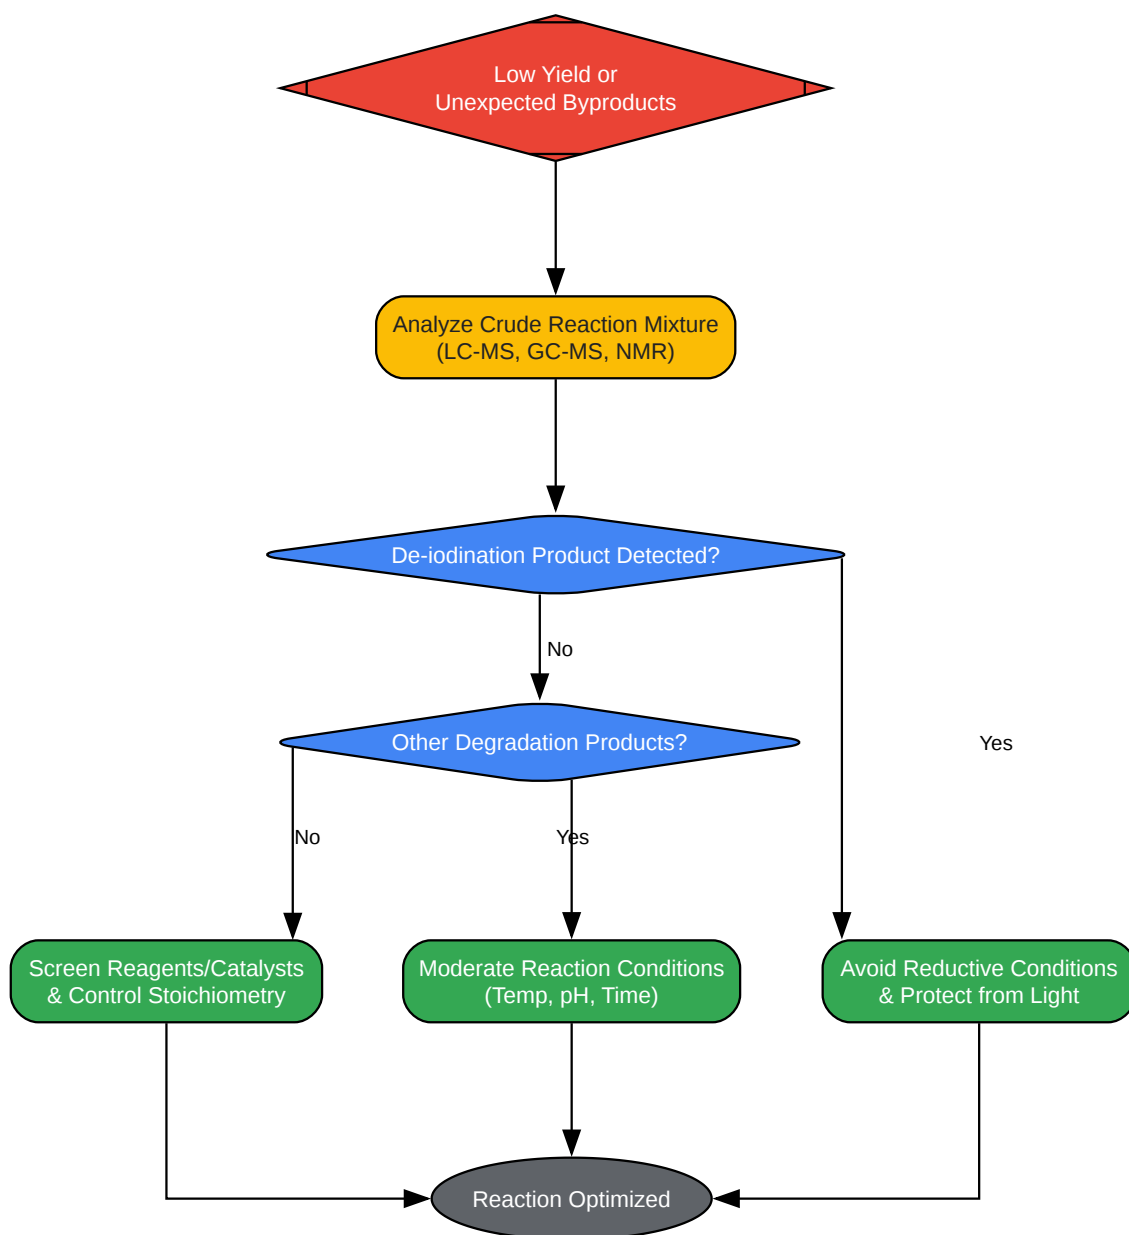 Low Yield or
Unexpected Byproducts
Analyze Crude Reaction Mixture
(LC-MS, GC-MS, NMR)
De-iodination Product Detected?
No
Other Degradation Products?
Yes
No
Yes
Screen Reagents/Catalysts
& Control Stoichiometry
Moderate Reaction Conditions
(Temp, pH, Time)
Avoid Reductive Conditions
& Protect from Light
Reaction Optimized